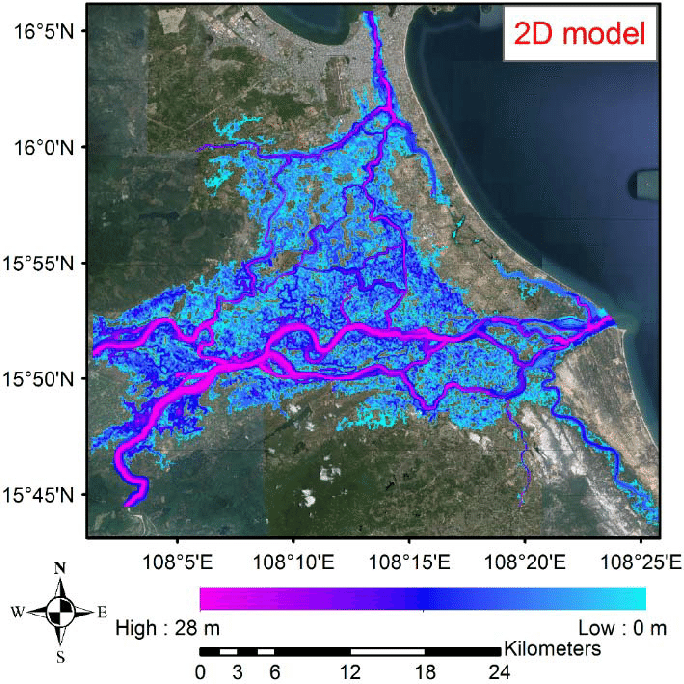 2D model
16°5'N
16°0'N
15°55'N
15°50'N
15°45'N
108°5'E 108°10'E 108°15'E 108°20'E 108°25'E
N
W E
S
High : 28 m Low : 0 m
Kilometers
0 3 6 12 18 24